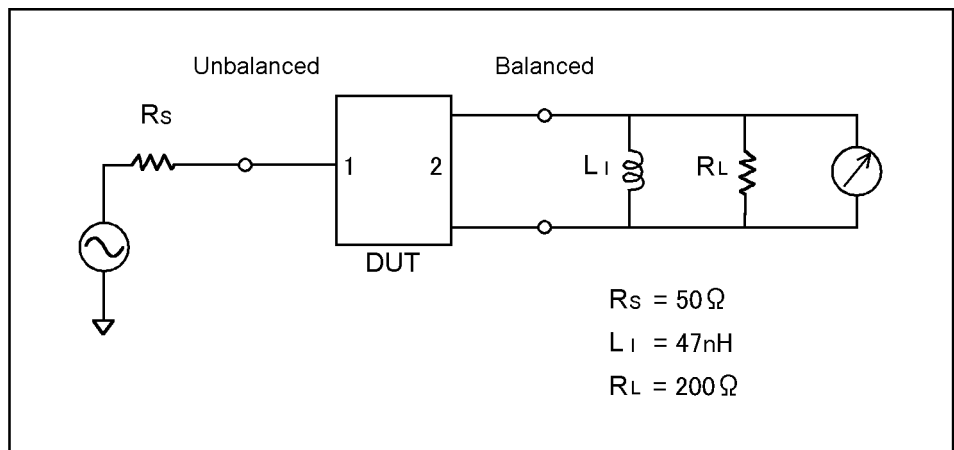 Unbalanced
Balanced
RS
1
2
LI
RL
DUT
RS = 50Ω
LI = 47nH
RL = 200Ω